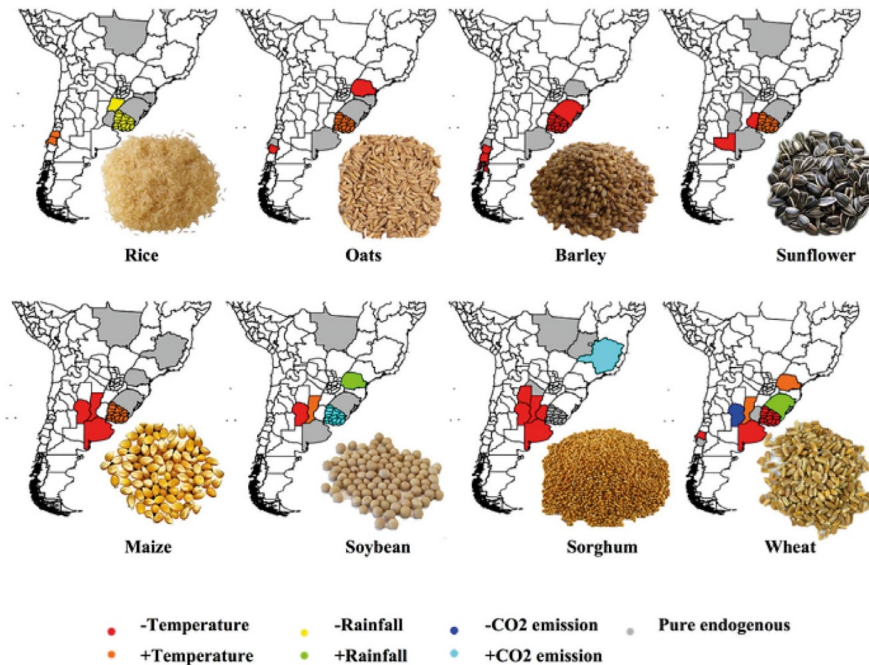 Rice Oats Barley Sunflower
Maize Soybean Sorghum Wheat
-Temperature -Rainfall -CO2 emission Pure endogenous
+Temperature +Rainfall +CO2 emission